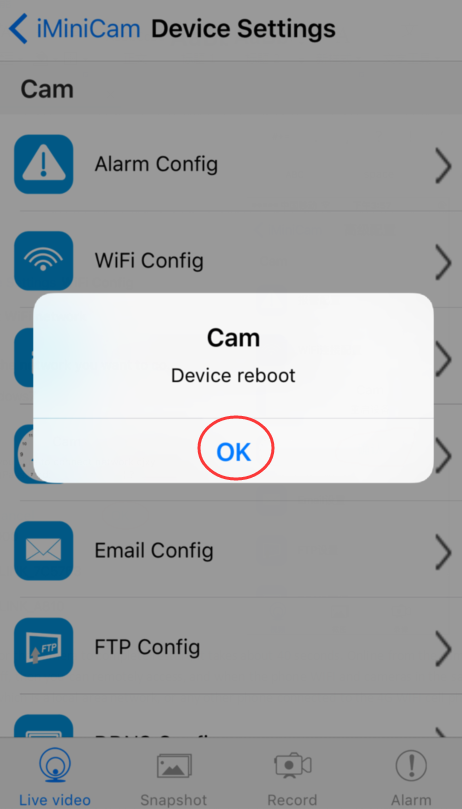 iMiniCam Device Settings
Cam
Alarm Config
WiFi Config
Cam
Device reboot
OK
Email Config
FTP
FTP Config
Live video Snapshot Record Alarm